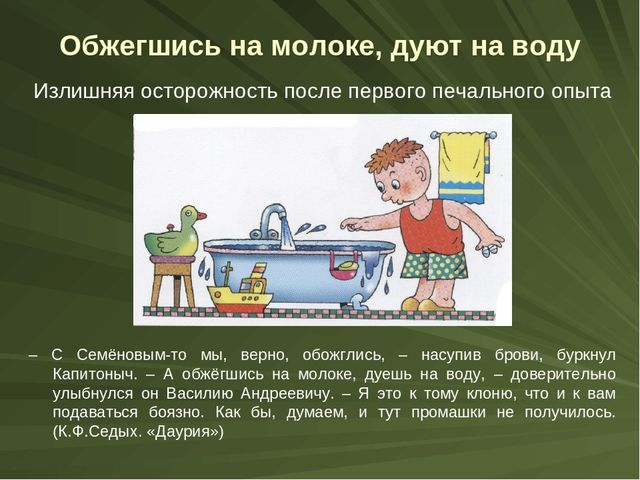 Обжегшись на молоке, дуют на воду
Излишняя осторожность после первого печального опыта
– С Семёновым-то мы, верно, обожглись, – насупив брови, буркнул
Капитоныч. – А обжёгшись на молоке, дуешь на воду, – доверительно
улыбнулся он Василию Андреевичу. – Я это к тому клоню, что и к вам
подаваться боязно. Как бы, думаем, и тут промашки не получилось.
(К.Ф.Седых. «Даурия»)